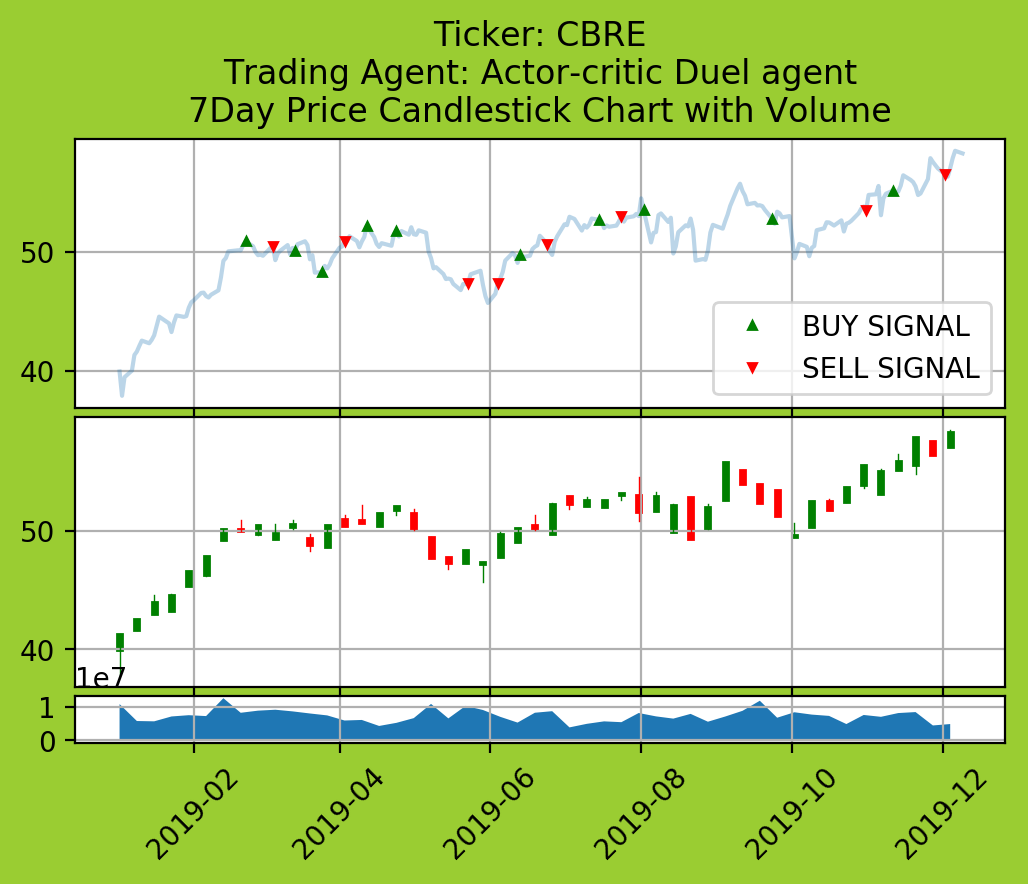 Ticker: CBRE
Trading Agent: Actor-critic Duel agent
7Day Price Candlestick Chart with Volume
50
40
BUY SIGNAL
SELL SIGNAL
50
40
1e7
1
0
2019-02
2019-04
2019-06
2019-08
2019-10
2019-12